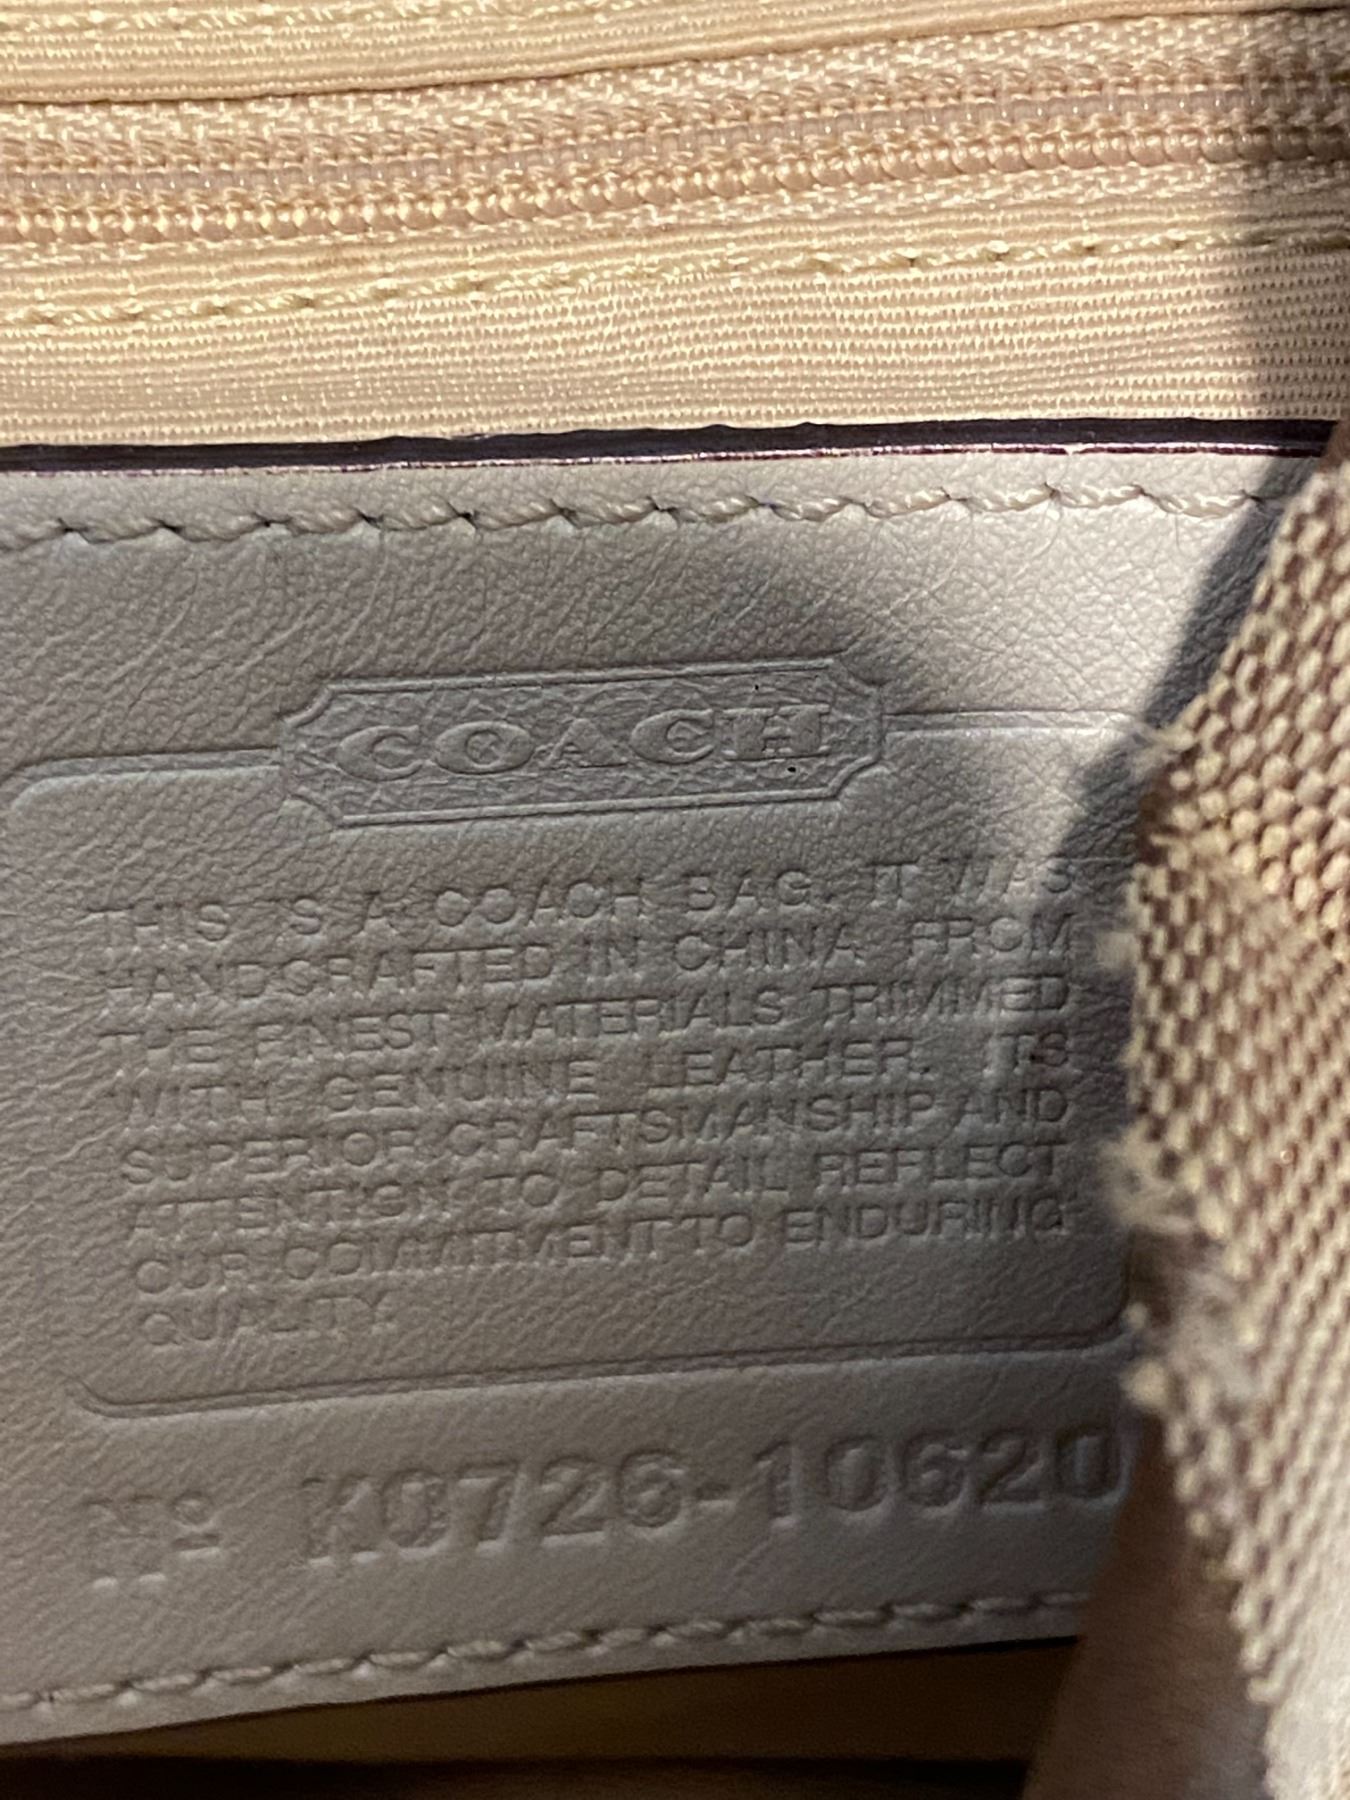 COACH
THIS IS A COACH BAG. IT WAS
HANDCRAFTED IN CHINA FROM
THE FINEST MATERIALS TRIMMED
WITH GENUINE LEATHER. ITS
SUPERIOR CRAFTSMANSHIP AND
ATTENTION TO DETAIL REFLECT
OUR COMMITMENT TO ENDURING
QUALITY.
Nº K0726-10620